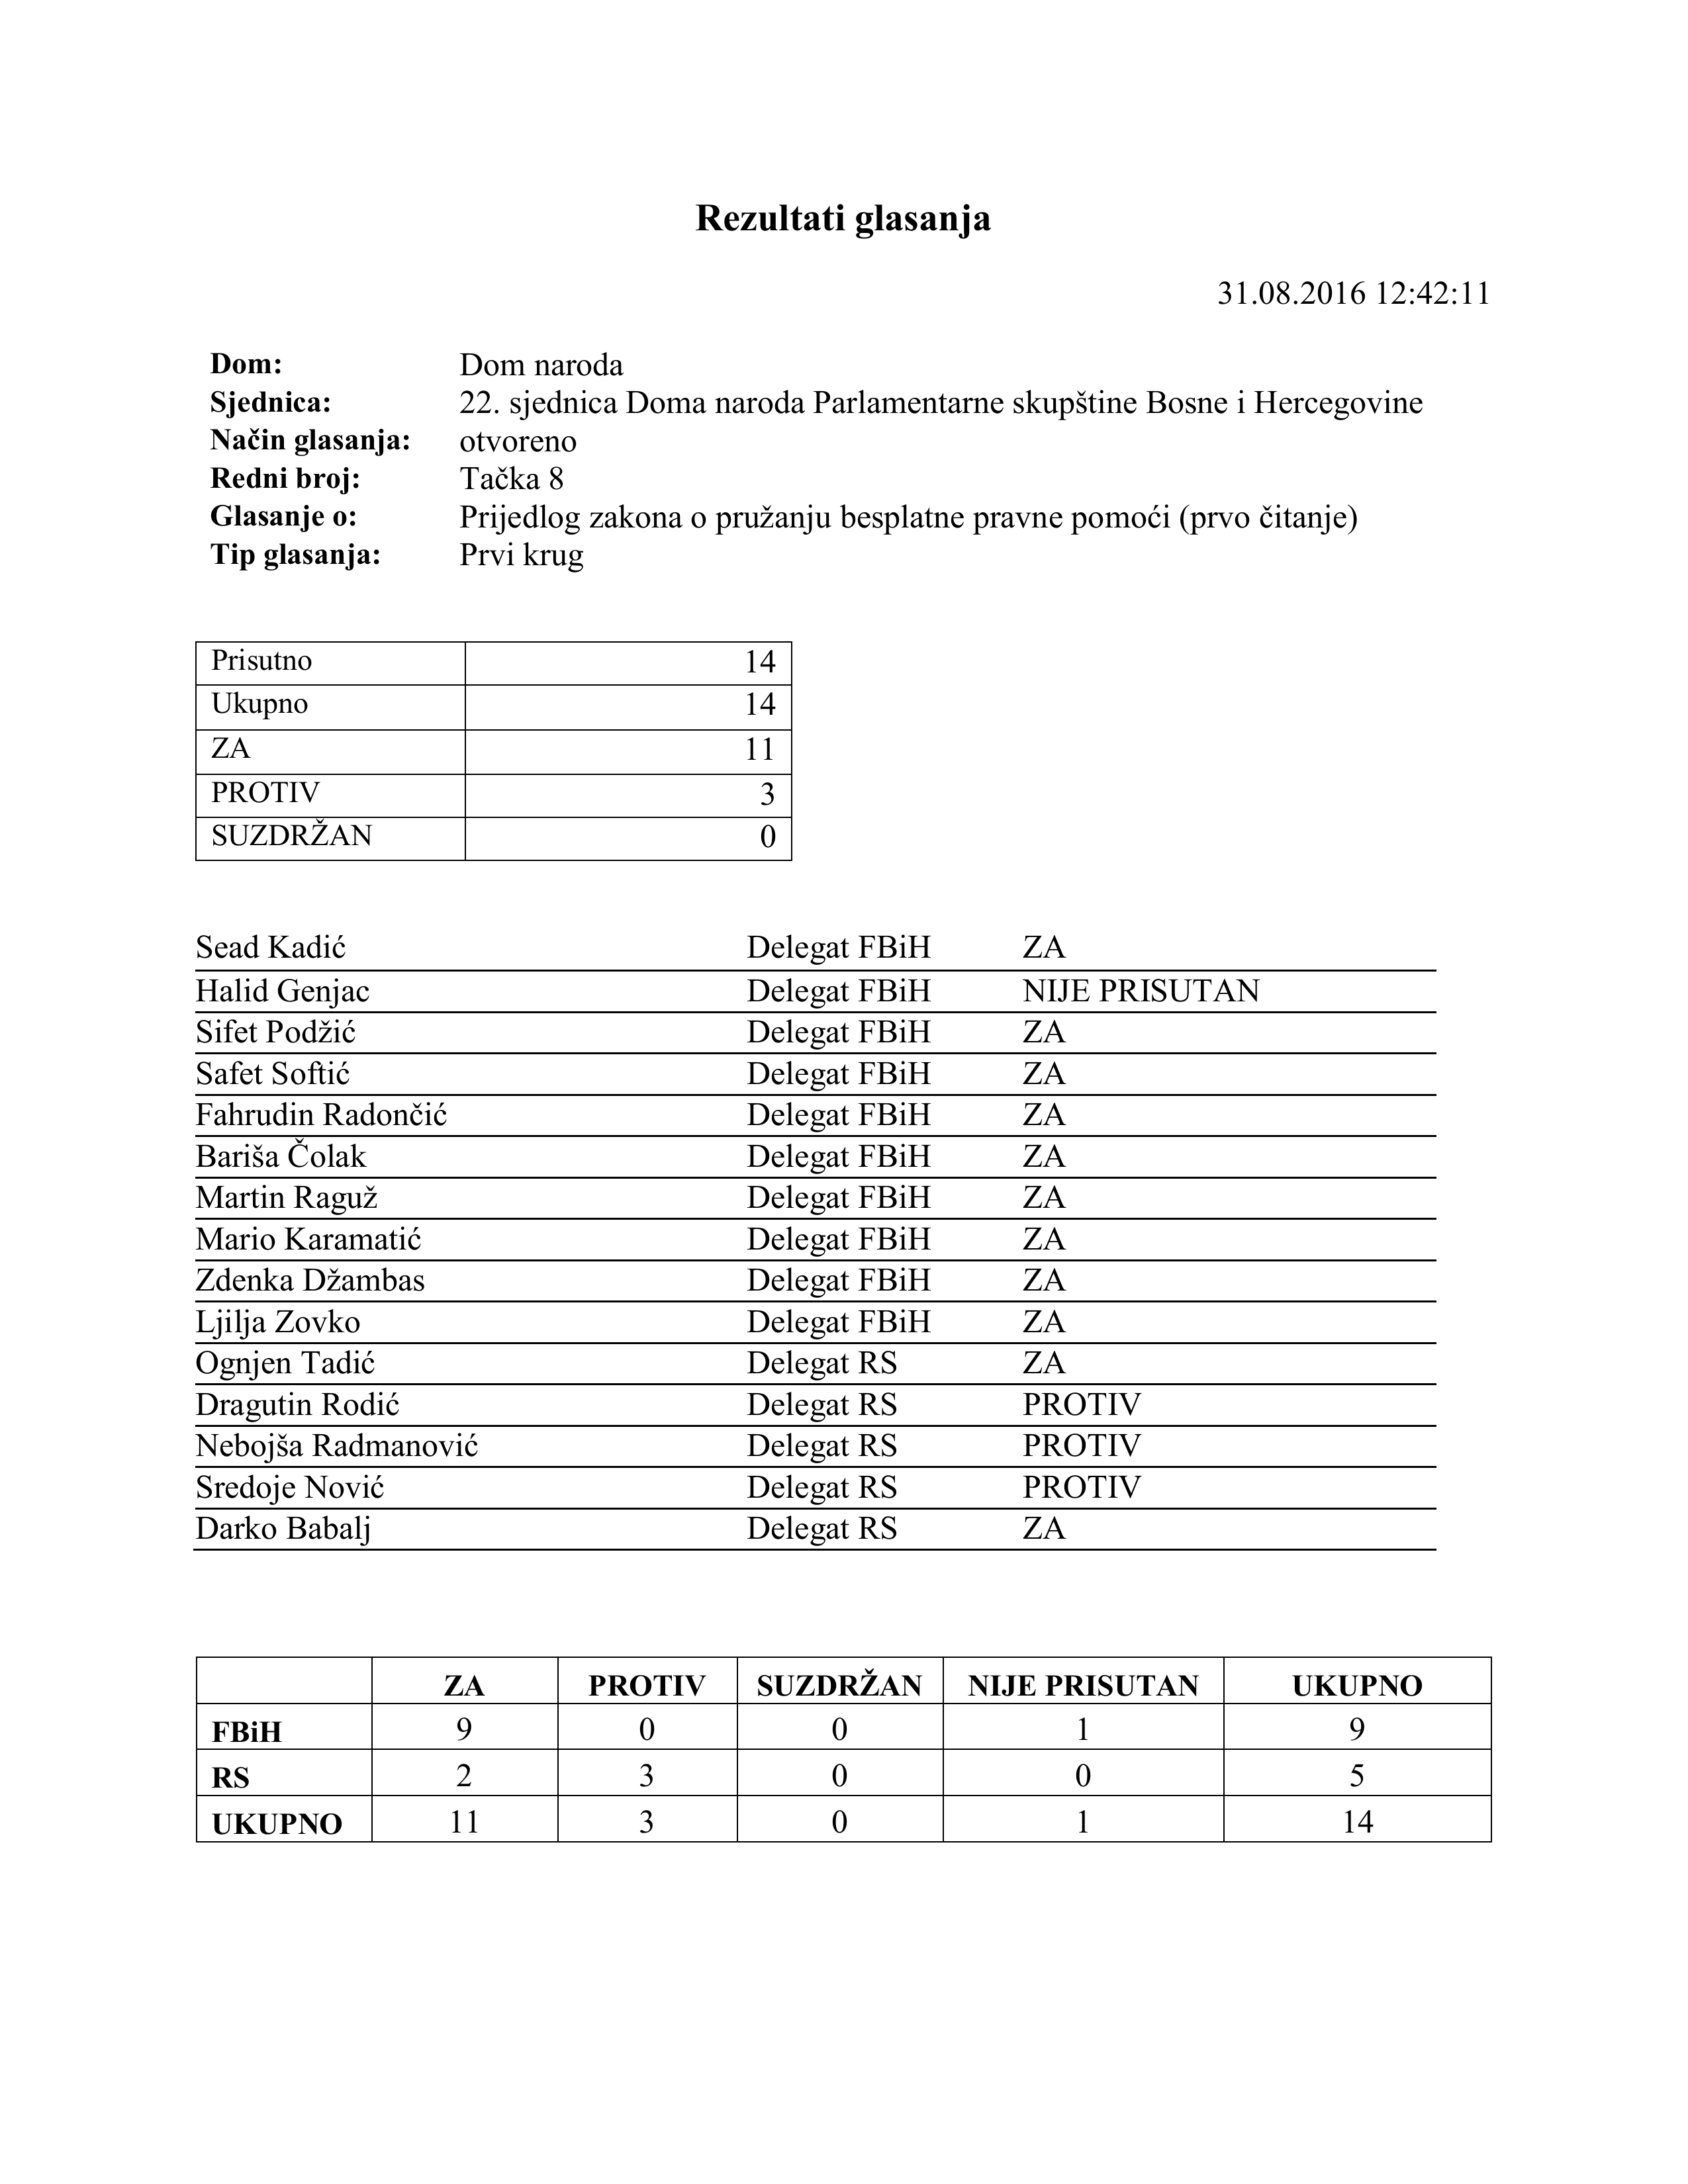 Rezultati glasanja
31.08.2016 12:42:11
Dom: Dom naroda
Sjednica: 22. sjednica Doma naroda Parlamentarne skupštine Bosne i Hercegovine
Način glasanja: otvoreno
Redni broj: Tačka 8
Glasanje o: Prijedlog zakona o pružanju besplatne pravne pomoći (prvo čitanje)
Tip glasanja: Prvi krug
Prisutno 14
Ukupno 14
ZA 11
PROTIV 3
SUZDRŽAN 0
Sead Kadić Delegat FBiH ZA
Halid Genjac Delegat FBiH NIJE PRISUTAN
Sifet Podžić Delegat FBiH ZA
Safet Softić Delegat FBiH ZA
Fahrudin Radončić Delegat FBiH ZA
Bariša Čolak Delegat FBiH ZA
Martin Raguž Delegat FBiH ZA
Mario Karamatić Delegat FBiH ZA
Zdenka Džambas Delegat FBiH ZA
Ljilja Zovko Delegat FBiH ZA
Ognjen Tadić Delegat RS ZA
Dragutin Rodić Delegat RS PROTIV
Nebojša Radmanović Delegat RS PROTIV
Sredoje Nović Delegat RS PROTIV
Darko Babalj Delegat RS ZA
ZA PROTIV SUZDRŽAN NIJE PRISUTAN UKUPNO
FBiH 9 0 0 1 9
RS 2 3 0 0 5
UKUPNO 11 3 0 1 14